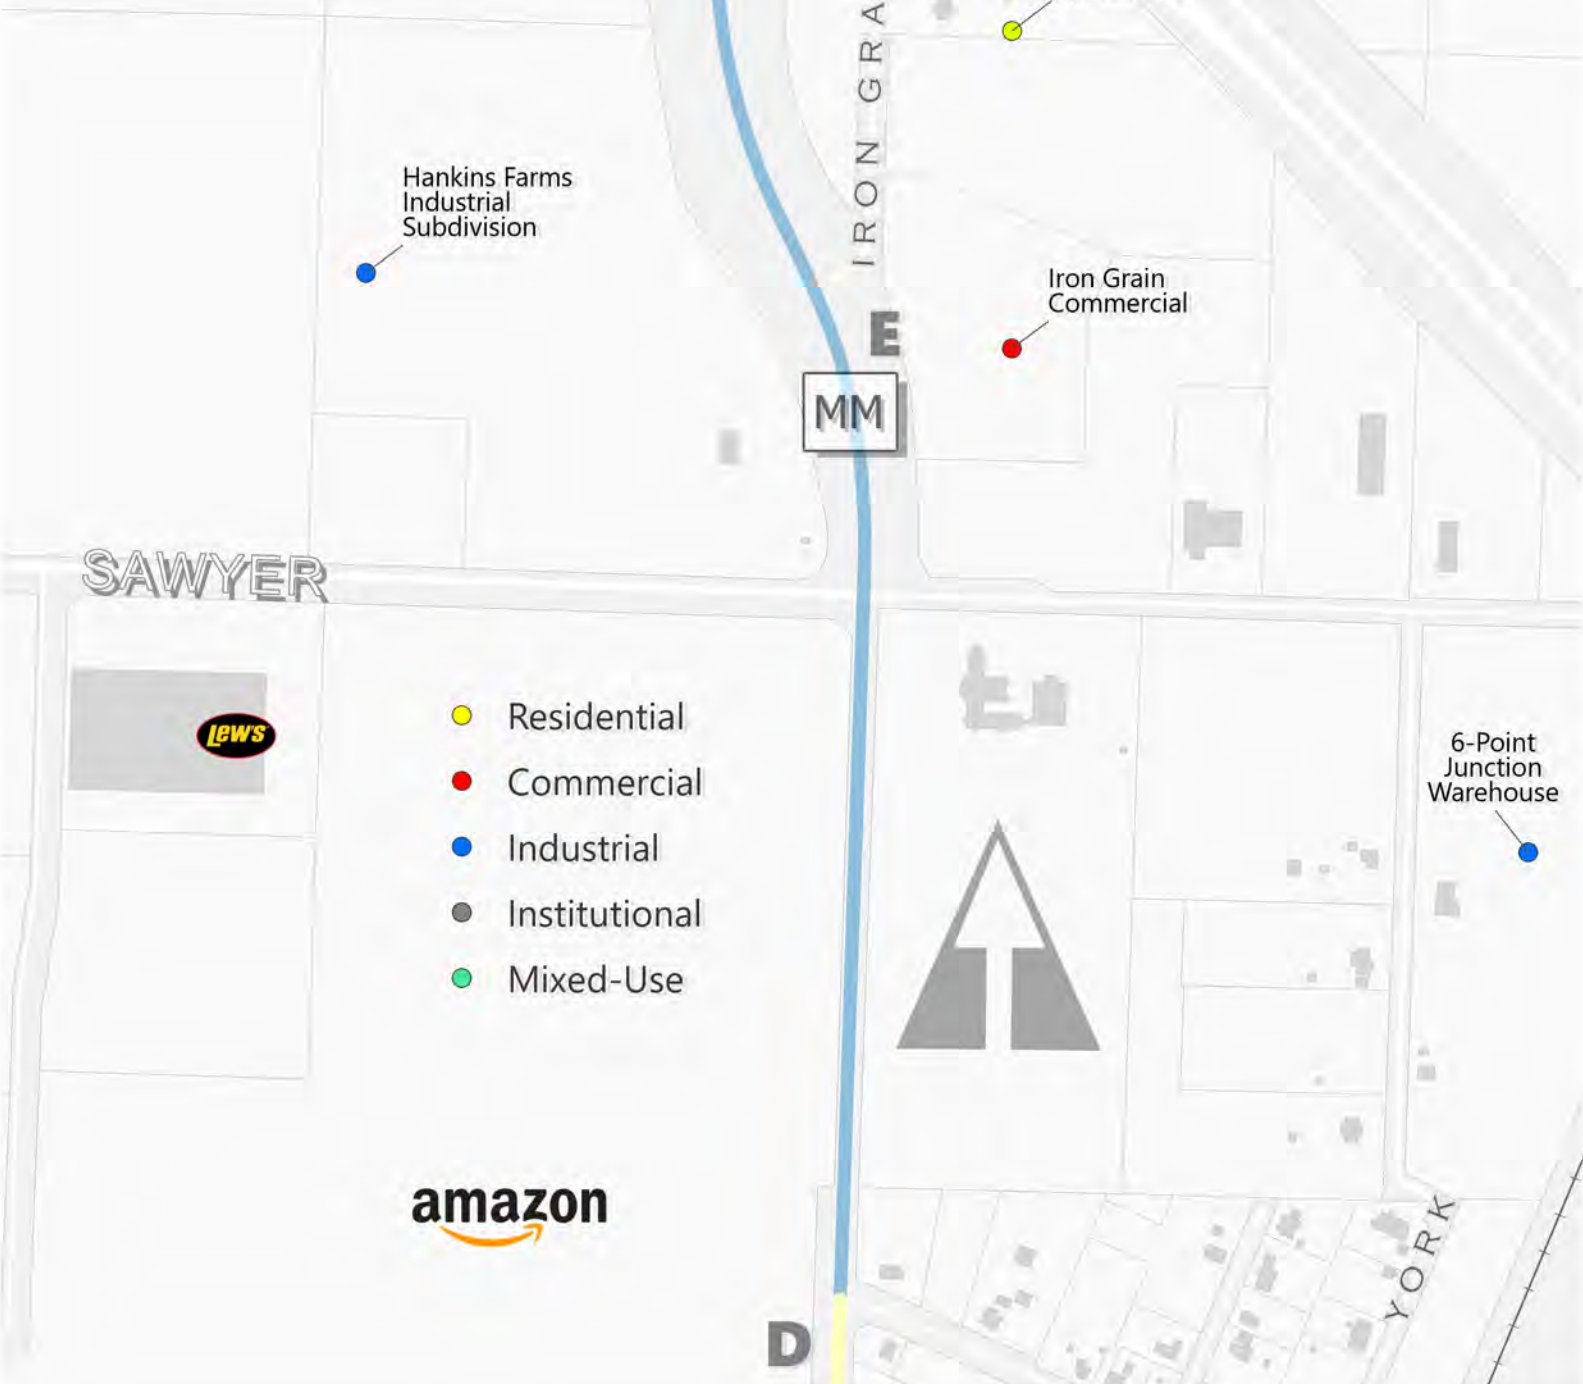 IRON GRA
Hankins Farms
Industrial
Subdivision
Iron Grain
Commercial
E
MM
SAWYER
Lew's
Residential
Commercial
Industrial
Institutional
Mixed-Use
6-Point
Junction
Warehouse
amazon
YORK
D